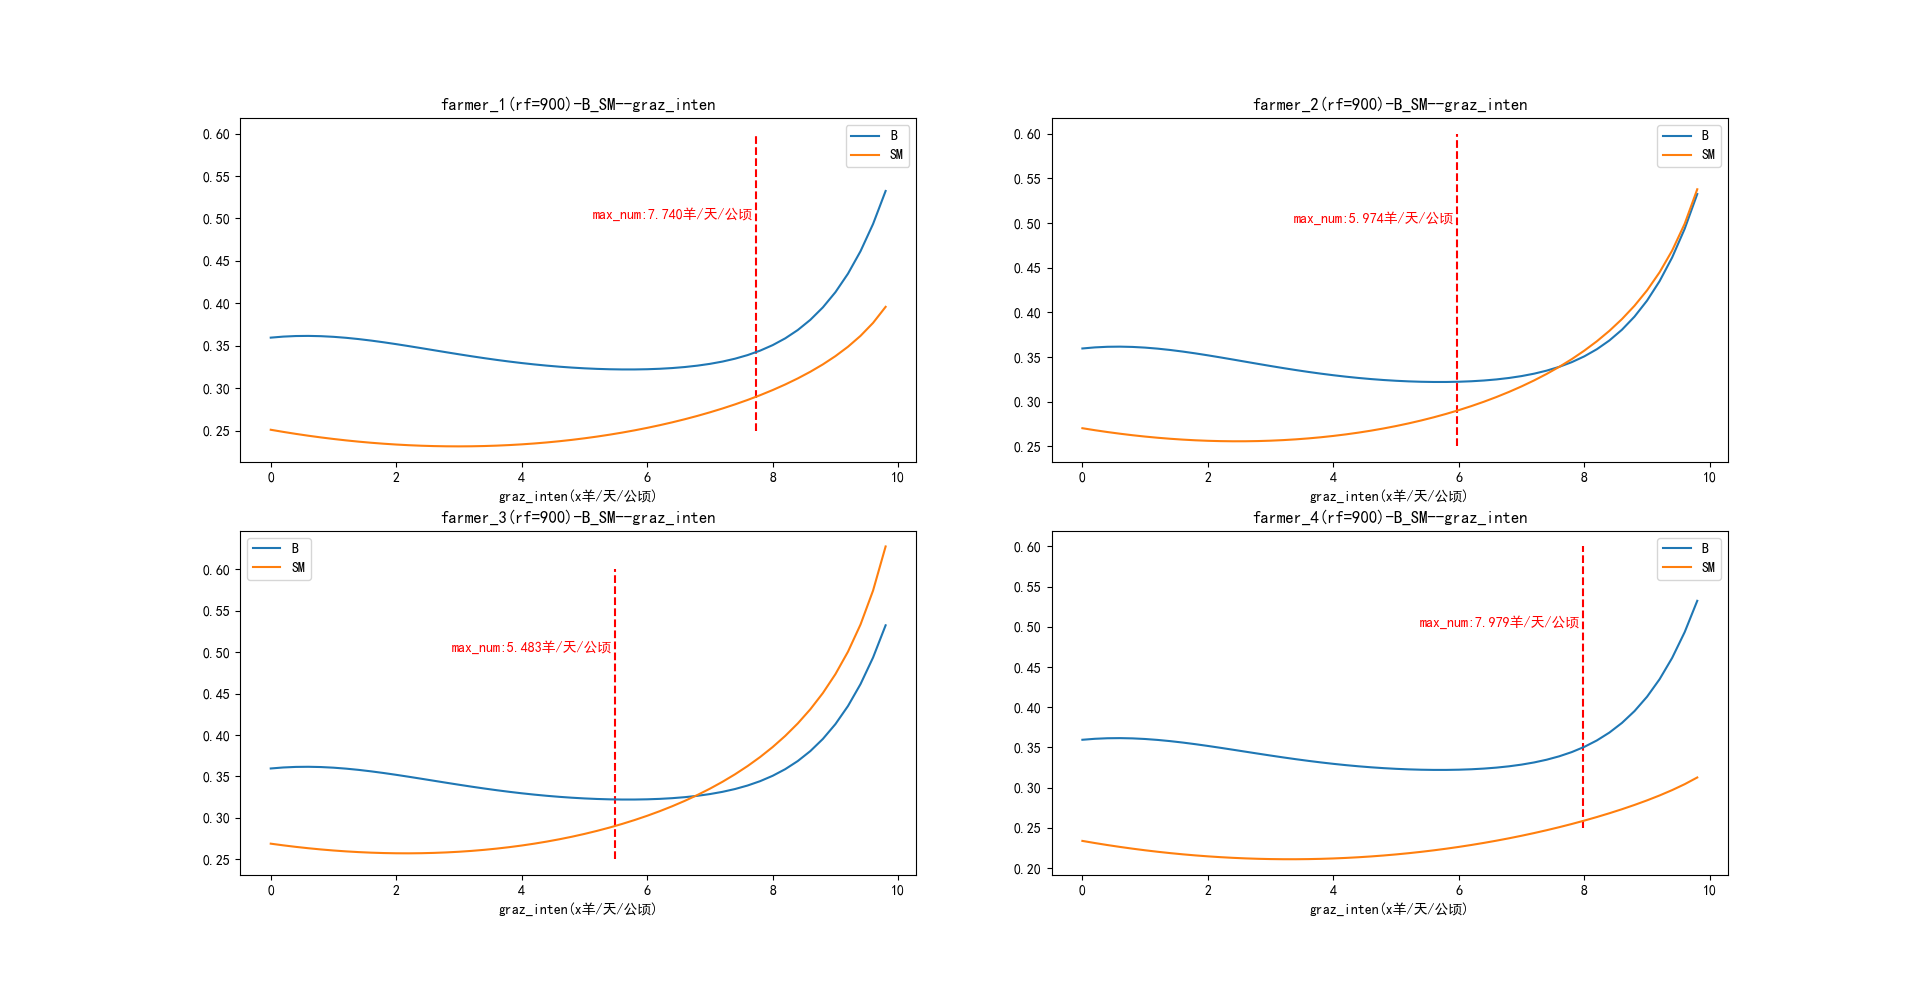 farmer_1(rf=900)-B_SM--graz_inten
0.60
0.55
0.50
0.45
0.40
0.35
0.30
0.25
B
SM
max_num:7.740羊/天/公顷
0 2 4 6 8 10
graz_inten(x羊/天/公顷)
farmer_2(rf=900)-B_SM--graz_inten
0.60
0.55
0.50
0.45
0.40
0.35
0.30
0.25
B
SM
max_num:5.974羊/天/公顷
0 2 4 6 8 10
graz_inten(x羊/天/公顷)
farmer_3(rf=900)-B_SM--graz_inten
B
SM
0.60
0.55
0.50
0.45
0.40
0.35
0.30
0.25
max_num:5.483羊/天/公顷
0 2 4 6 8 10
graz_inten(x羊/天/公顷)
farmer_4(rf=900)-B_SM--graz_inten
0.60
0.55
0.50
0.45
0.40
0.35
0.30
0.25
0.20
B
SM
max_num:7.979羊/天/公顷
0 2 4 6 8 10
graz_inten(x羊/天/公顷)